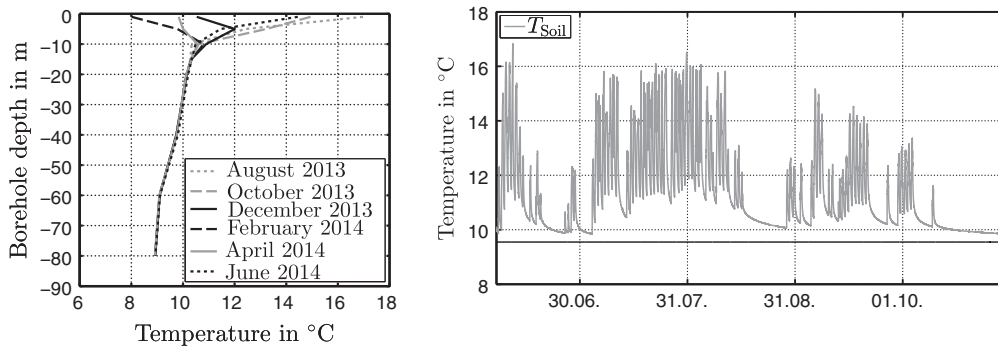 0
−10
−20
−30
−40
−50
−60
−70
−80
−90
Borehole depth in m
August 2013
October 2013
December 2013
February 2014
April 2014
June 2014
6 8 10 12 14 16 18
Temperature in °C
18
16
14
12
10
8
Temperature in °C
T_Soil
30.06. 31.07. 31.08. 01.10.